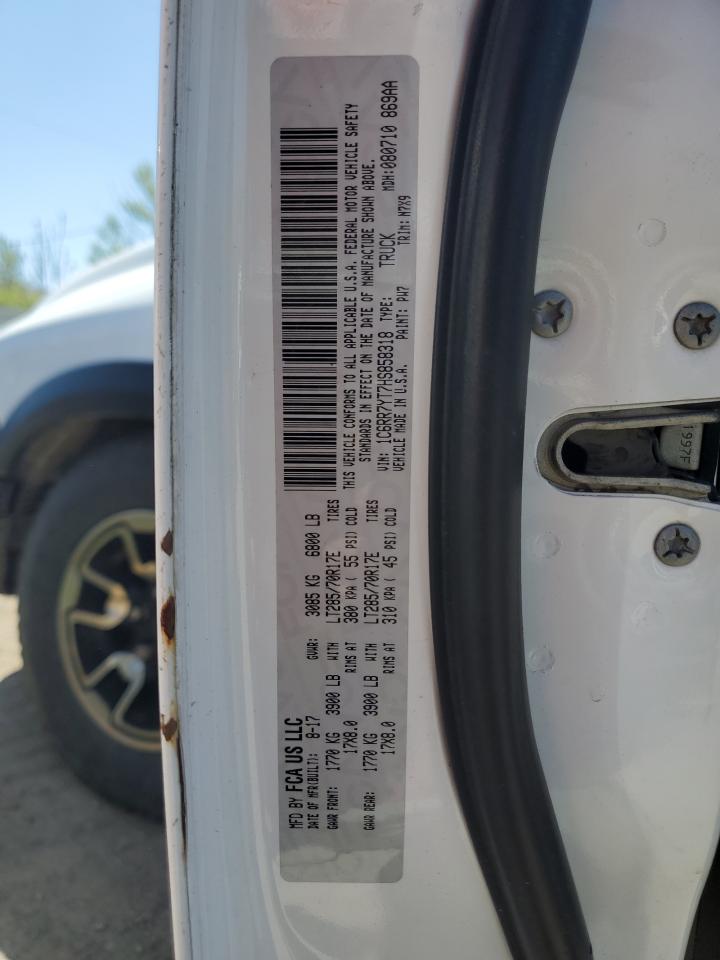 MFD BY FCA US LLC
DATE OF MFR(BUILT): 8-17 GVWR: 3085 KG 6800 LB
GAWR FRONT: 1770 KG 3900 LB WITH LT285/70R17E TIRES
17X8.0 RIMS AT 380 KPA ( 55 PSI) COLD
GAWR REAR: 1770 KG 3900 LB WITH LT285/70R17E TIRES
17X8.0 RIMS AT 310 KPA ( 45 PSI) COLD
THIS VEHICLE CONFORMS TO ALL APPLICABLE U.S.A. FEDERAL MOTOR VEHICLE SAFETY
STANDARDS IN EFFECT ON THE DATE OF MANUFACTURE SHOWN ABOVE.
VIN: 1C6RR7YT7HS858318 TYPE: TRUCK MDH:080710 869AA
VEHICLE MADE IN U.S.A. PAINT: PW7 TRIM: N7X9
1997F